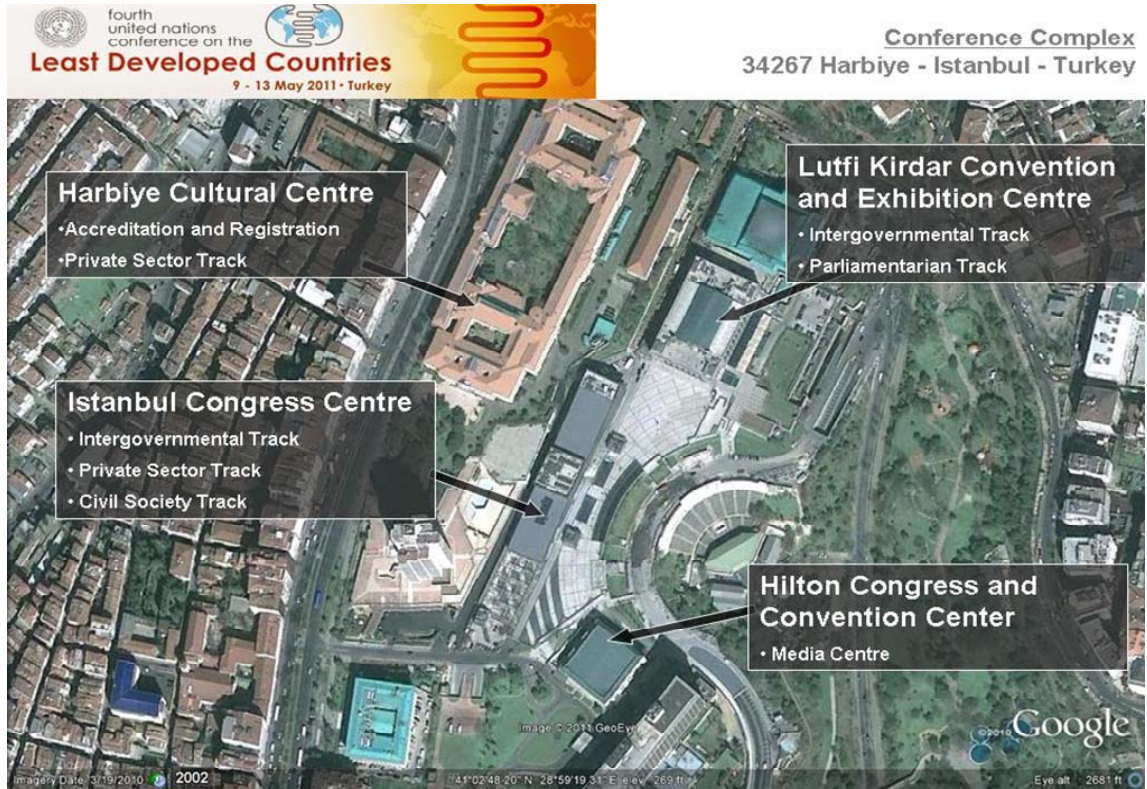 fourth
united nations
conference on the
Least Developed Countries
9 - 13 May 2011 • Turkey
Conference Complex
34267 Harbiye - Istanbul - Turkey
Harbiye Cultural Centre
•Accreditation and Registration
•Private Sector Track
Lutfi Kirdar Convention
and Exhibition Centre
• Intergovernmental Track
• Parliamentarian Track
Istanbul Congress Centre
• Intergovernmental Track
• Private Sector Track
• Civil Society Track
Hilton Congress and
Convention Center
• Media Centre
Image © 2011 GeoEye
©2010 Google
Imagery Date: 3/19/2010 2002
41°02'48.20" N 28°59'19.31" E elev 269 ft
Eye alt 2681 ft